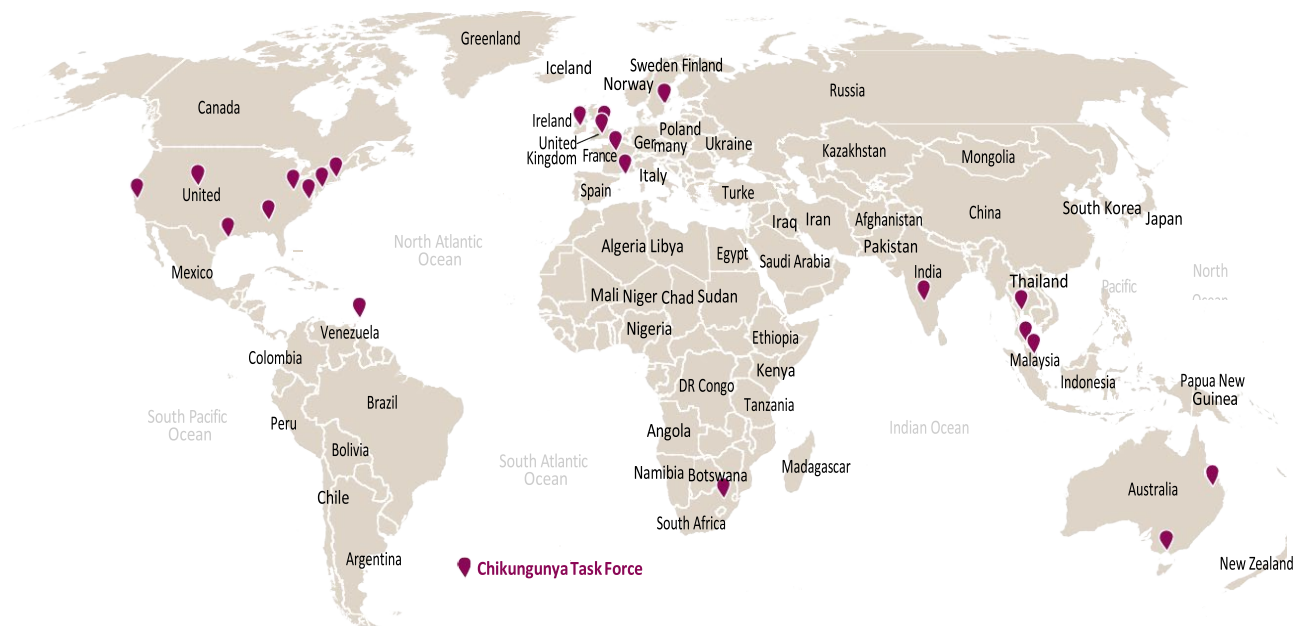 Greenland
Iceland
Sweden Finland
Norway
Russia
Canada
Ireland
United
Kingdom
Poland
Germany
Ukraine
France
Kazakhstan
Mongolia
Italy
Spain
United
Turke
China
South Korea
Japan
Iraq
Iran
Afghanistan
Pakistan
North Atlantic
Ocean
Algeria Libya
Egypt
Saudi Arabia
India
Mexico
Thailand
Pacific
North
Ocean
Mali Niger Chad Sudan
Nigeria
Ethiopia
Venezuela
Colombia
Malaysia
Kenya
DR Congo
Indonesia
Papua New
Guinea
Brazil
Tanzania
South Pacific
Ocean
Peru
Angola
Indian Ocean
Bolivia
South Atlantic
Ocean
Namibia Botswana
Madagascar
Australia
Chile
South Africa
Argentina
Chikungunya Task Force
New Zealand